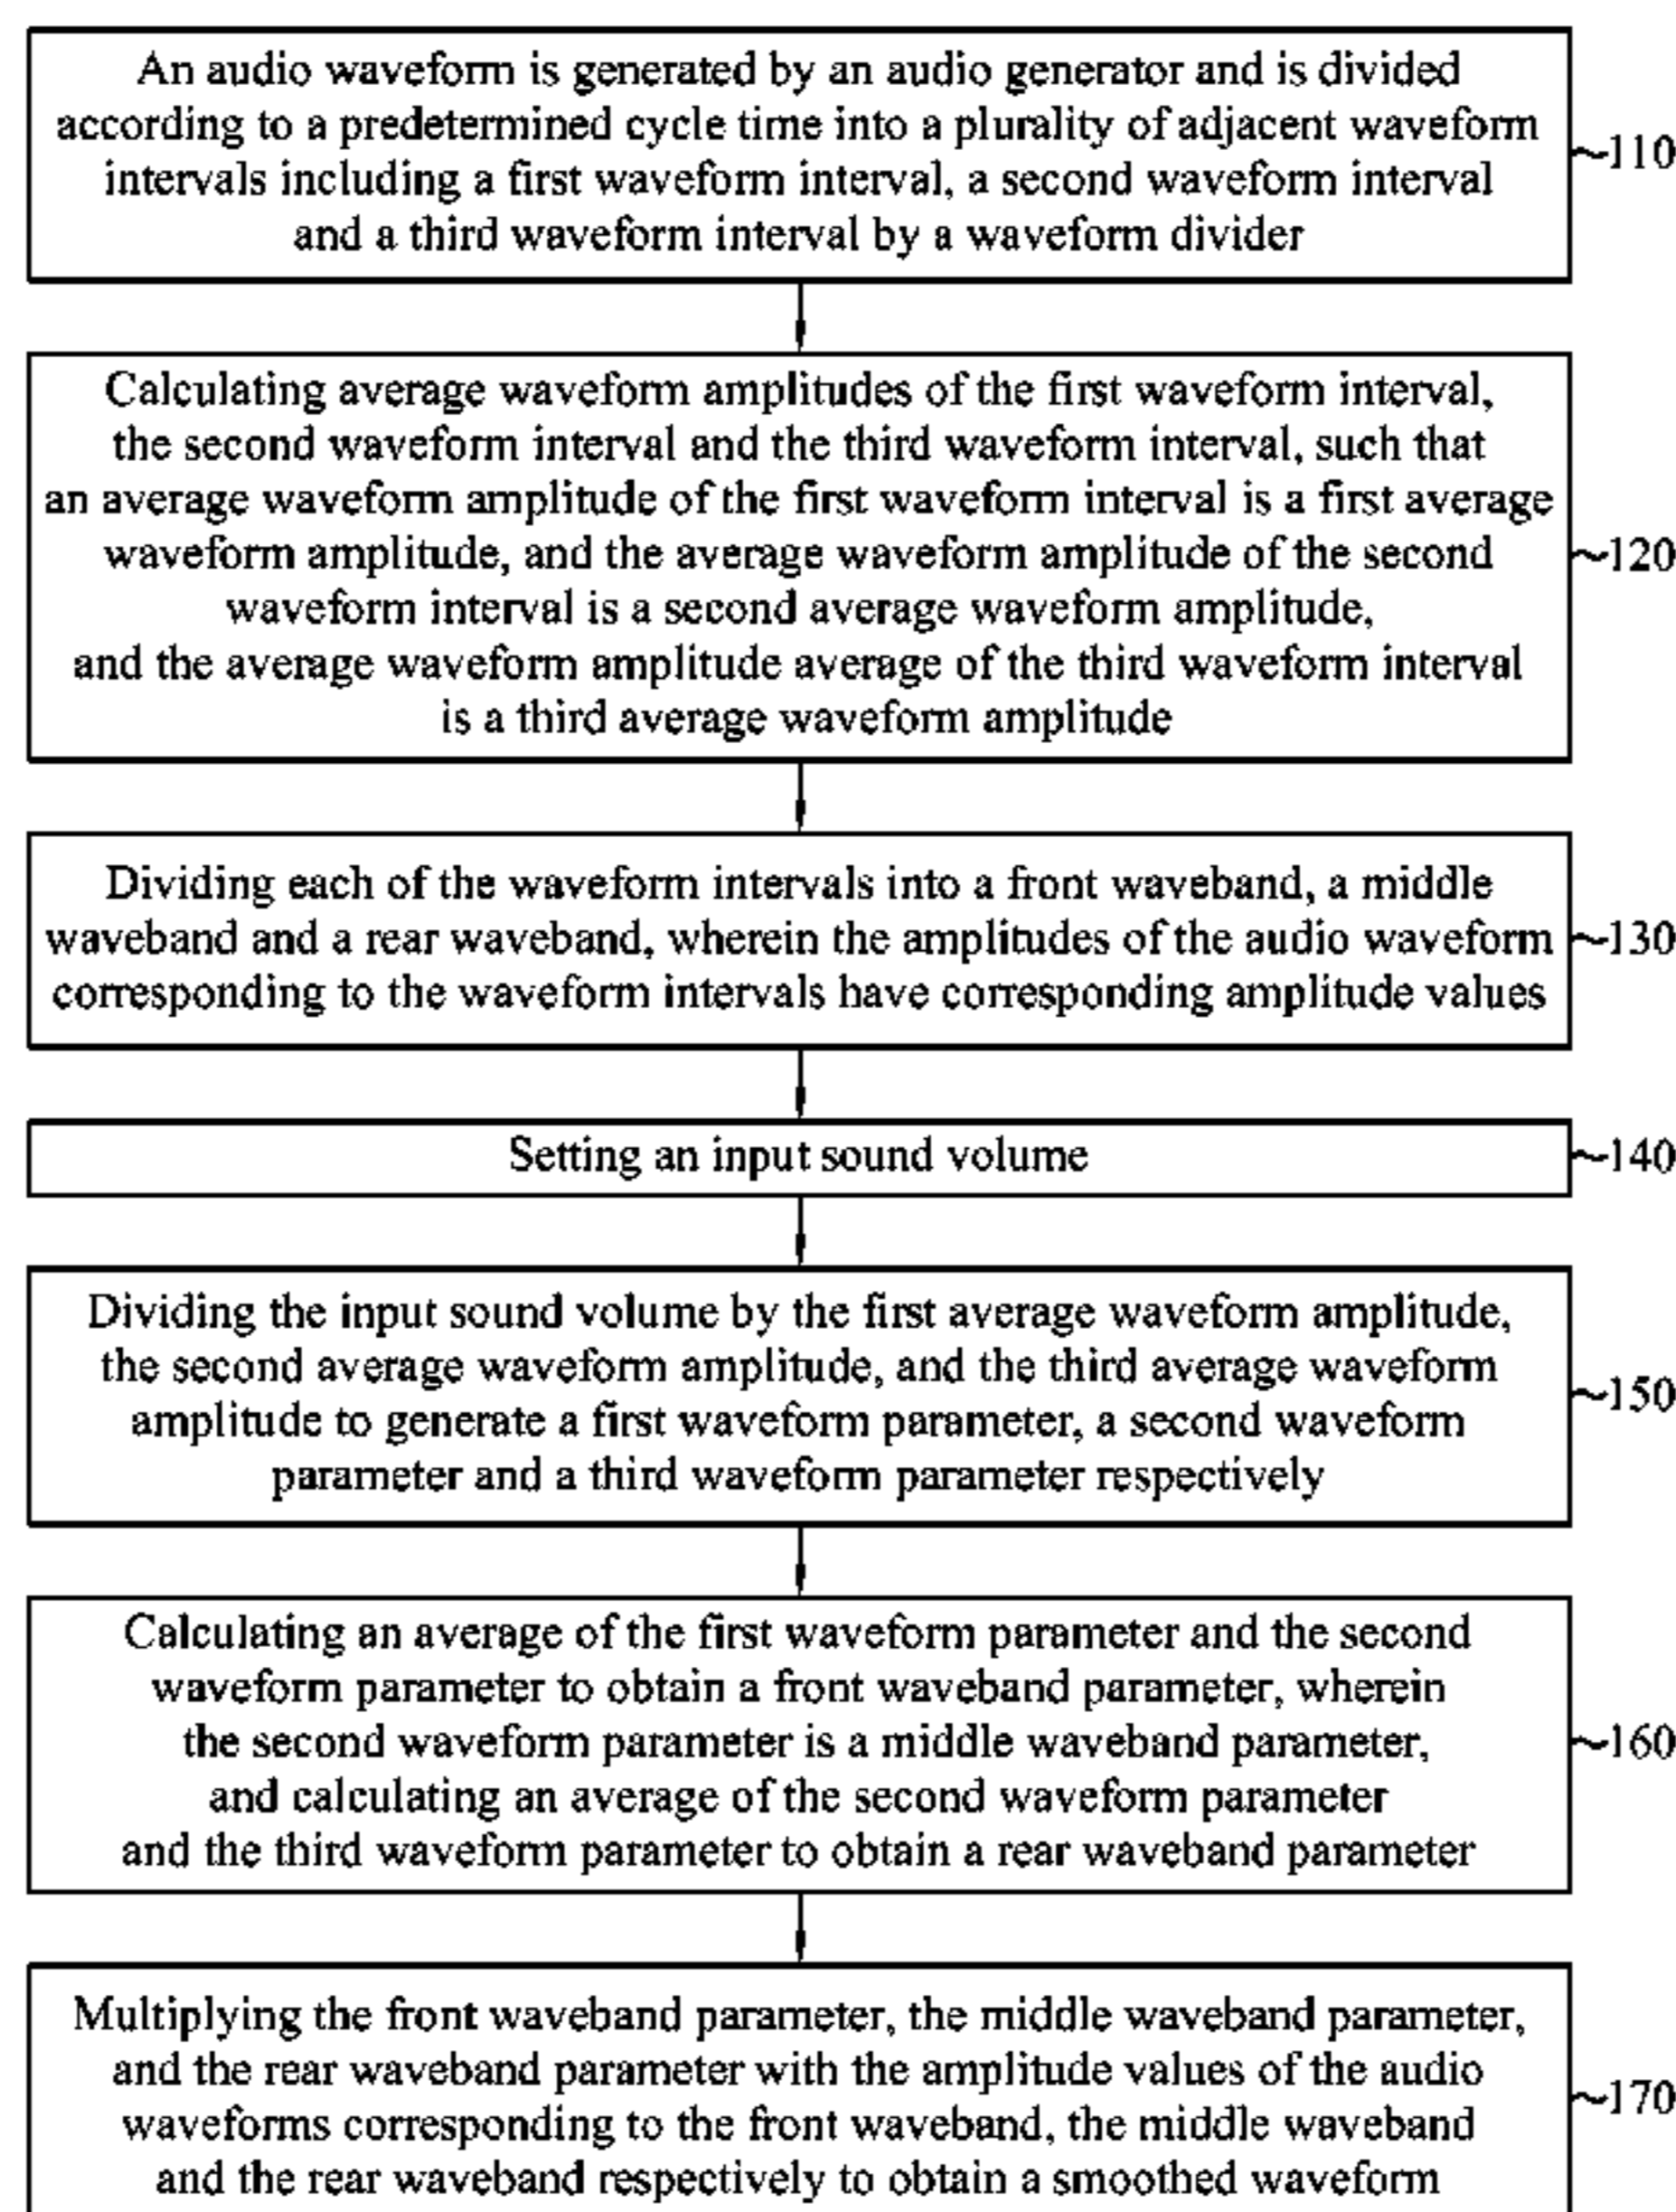 An audio waveform is generated by an audio generator and is divided
according to a predetermined cycle time into a plurality of adjacent waveform
intervals including a first waveform interval, a second waveform interval
and a third waveform interval by a waveform divider
110
Calculating average waveform amplitudes of the first waveform interval,
the second waveform interval and the third waveform interval, such that
an average waveform amplitude of the first waveform interval is a first average
waveform amplitude, and the average waveform amplitude of the second
waveform interval is a second average waveform amplitude,
and the average waveform amplitude average of the third waveform interval
is a third average waveform amplitude
120
Dividing each of the waveform intervals into a front waveband, a middle
waveband and a rear waveband, wherein the amplitudes of the audio waveform
corresponding to the waveform intervals have corresponding amplitude values
130
Setting an input sound volume
140
Dividing the input sound volume by the first average waveform amplitude,
the second average waveform amplitude, and the third average waveform
amplitude to generate a first waveform parameter, a second waveform
parameter and a third waveform parameter respectively
150
Calculating an average of the first waveform parameter and the second
waveform parameter to obtain a front waveband parameter, wherein
the second waveform parameter is a middle waveband parameter,
and calculating an average of the second waveform parameter
and the third waveform parameter to obtain a rear waveband parameter
160
Multiplying the front waveband parameter, the middle waveband parameter,
and the rear waveband parameter with the amplitude values of the audio
waveforms corresponding to the front waveband, the middle waveband
and the rear waveband respectively to obtain a smoothed waveform
170